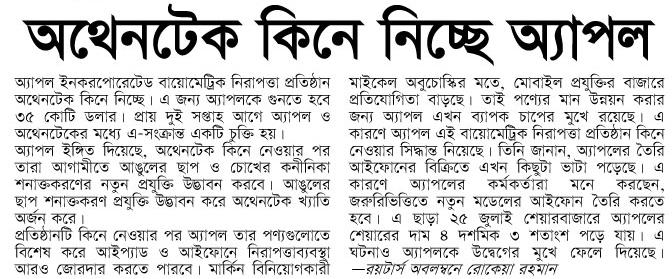 অথেনটেক কিনে নিচ্ছে অ্যাপল
অ্যাপল ইনকরপোরেটেড বায়োমেট্রিক নিরাপত্তা প্রতিষ্ঠান
অথেনটেক কিনে নিচ্ছে। এ জন্য অ্যাপলকে গুনতে হবে
৩৫ কোটি ডলার। প্রায় দুই সপ্তাহ আগে অ্যাপল ও
অথেনটেকের মধ্যে এ-সংক্রান্ত একটি চুক্তি হয়।
অ্যাপল ইঙ্গিত দিয়েছে, অথেনটেক কিনে নেওয়ার পর
তারা আগামীতে আঙুলের ছাপ ও চোখের কনীনিকা
শনাক্তকরণের নতুন প্রযুক্তি উদ্ভাবন করবে। আঙুলের
ছাপ শনাক্তকরণ প্রযুক্তি উদ্ভাবন করে অথেনটেক খ্যাতি
অর্জন করে।
প্রতিষ্ঠানটি কিনে নেওয়ার পর অ্যাপল তার পণ্যগুলোতে
বিশেষ করে আইপ্যাড ও আইফোনে নিরাপত্তাব্যবস্থা
আরও জোরদার করতে পারবে। মার্কিন বিনিয়োগকারী
মাইকেল অবুচোস্কির মতে, মোবাইল প্রযুক্তির বাজারে
প্রতিযোগিতা বাড়ছে। তাই পণ্যের মান উন্নয়ন করার
জন্য অ্যাপল এখন ব্যাপক চাপের মুখে রয়েছে। এ
কারণে অ্যাপল এই বায়োমেট্রিক নিরাপত্তা প্রতিষ্ঠান কিনে
নেওয়ার সিদ্ধান্ত নিয়েছে। তিনি জানান, অ্যাপলের তৈরি
আইফোনের বিক্রিতে এখন কিছুটা ভাটা পড়েছে। এ
কারণে অ্যাপলের কর্মকর্তারা মনে করছেন,
জরুরিভিত্তিতে নতুন মডেলের আইফোন তৈরি করতে
হবে। এ ছাড়া ২৫ জুলাই শেয়ারবাজারে অ্যাপলের
শেয়ারের দাম ৪ দশমিক ৩ শতাংশ পড়ে যায়। এ
ঘটনাও অ্যাপলকে উদ্বেগের মুখে ফেলে দিয়েছে।
—রয়টার্স অবলম্বনে রোকেয়া রহমান